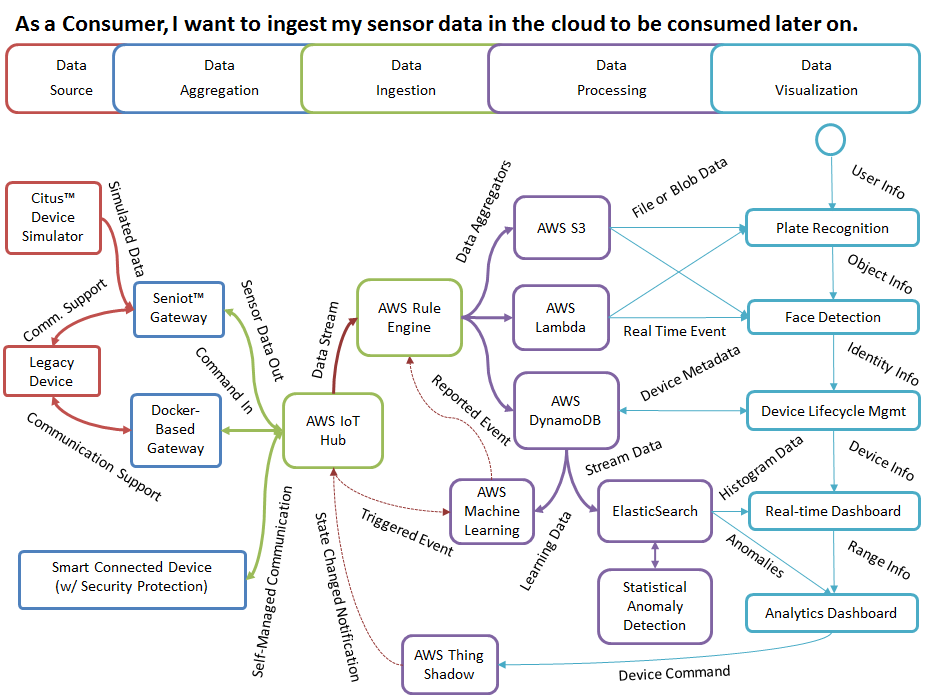 As a Consumer, I want to ingest my sensor data in the cloud to be consumed later on.
Data
Source
Data
Aggregation
Data
Ingestion
Data
Processing
Data
Visualization
User Info
Citus™
Device
Simulator
Simulated Data
Data Aggregators
AWS S3
File or Blob Data
Plate Recognition
Object Info
Comm. Support
Seniot™
Gateway
Sensor Data Out
Data Stream
AWS Rule
Engine
AWS
Lambda
Real Time Event
Face Detection
Identity Info
Legacy
Device
Command In
Reported Event
AWS
DynamoDB
Device Metadata
Device Lifecycle Mgmt
Device Info
Docker-
Based
Gateway
Communication Support
AWS IoT
Hub
Stream Data
Histogram Data
AWS
Machine
Learning
Triggered Event
Learning Data
ElasticSearch
Real-time Dashboard
Anomalies
Range Info
Smart Connected Device
(w/ Security Protection)
Self-Managed Communication
State Changed Notification
Statistical
Anomaly
Detection
Analytics Dashboard
AWS Thing
Shadow
Device Command